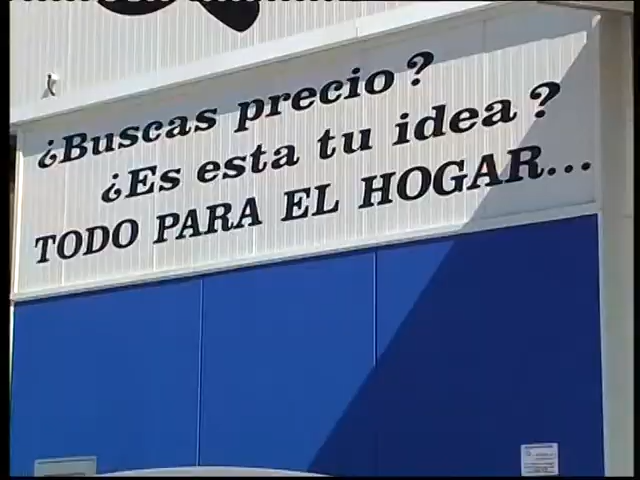 ¿Buscas precio?
¿Es esta tu idea?
TODO PARA EL HOGAR...